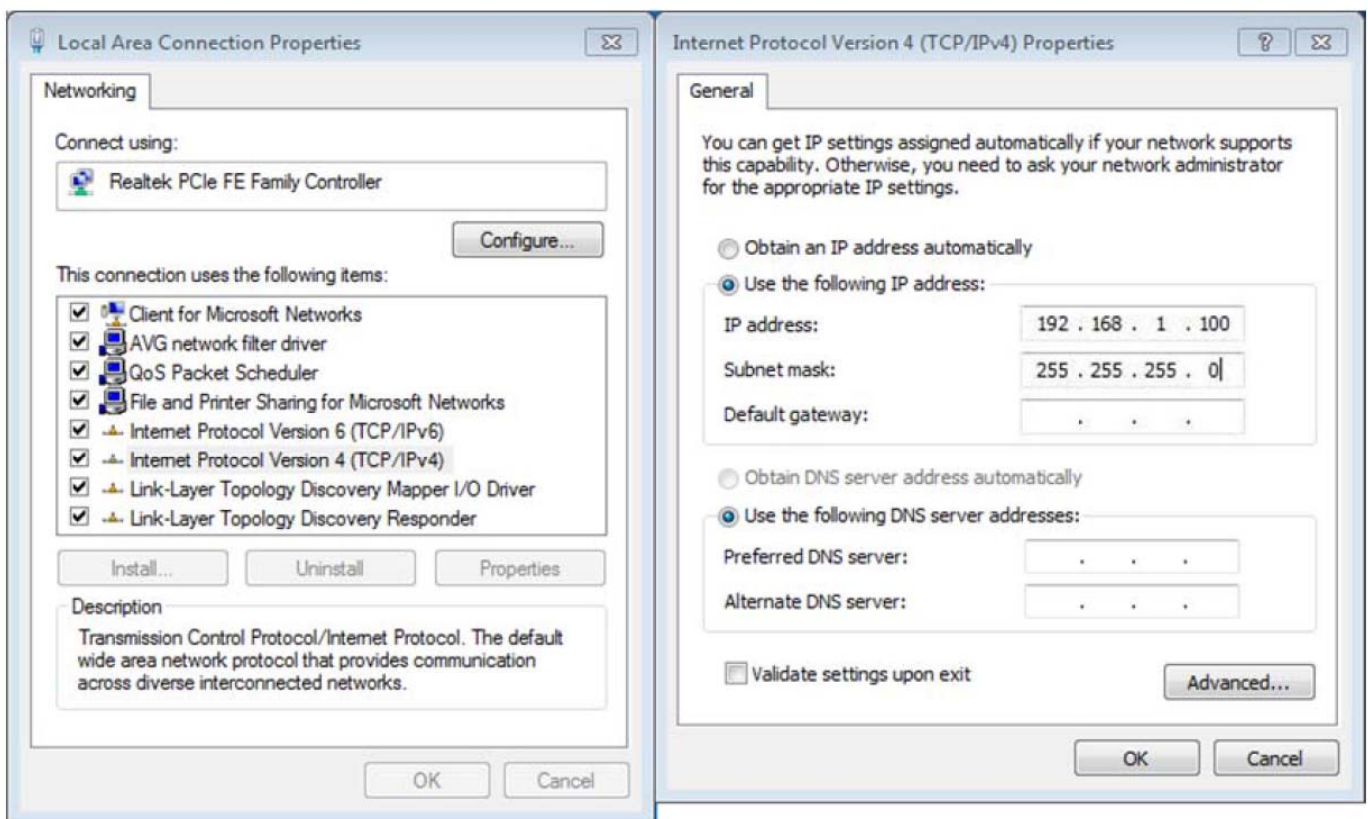 Local Area Connection Properties
Networking
Connect using:
Realtek PCIe FE Family Controller
Configure...
This connection uses the following items:
Client for Microsoft Networks
AVG network filter driver
QoS Packet Scheduler
File and Printer Sharing for Microsoft Networks
Internet Protocol Version 6 (TCP/IPv6)
Internet Protocol Version 4 (TCP/IPv4)
Link-Layer Topology Discovery Mapper I/O Driver
Link-Layer Topology Discovery Responder
Install... Uninstall Properties
Description
Transmission Control Protocol/Internet Protocol. The default
wide area network protocol that provides communication
across diverse interconnected networks.
OK Cancel
Internet Protocol Version 4 (TCP/IPv4) Properties
General
You can get IP settings assigned automatically if your network supports
this capability. Otherwise, you need to ask your network administrator
for the appropriate IP settings.
Obtain an IP address automatically
Use the following IP address:
IP address: 192 . 168 . 1 . 100
Subnet mask: 255 . 255 . 255 . 0
Default gateway: . . .
Obtain DNS server address automatically
Use the following DNS server addresses:
Preferred DNS server: . . .
Alternate DNS server: . . .
Validate settings upon exit
Advanced...
OK Cancel